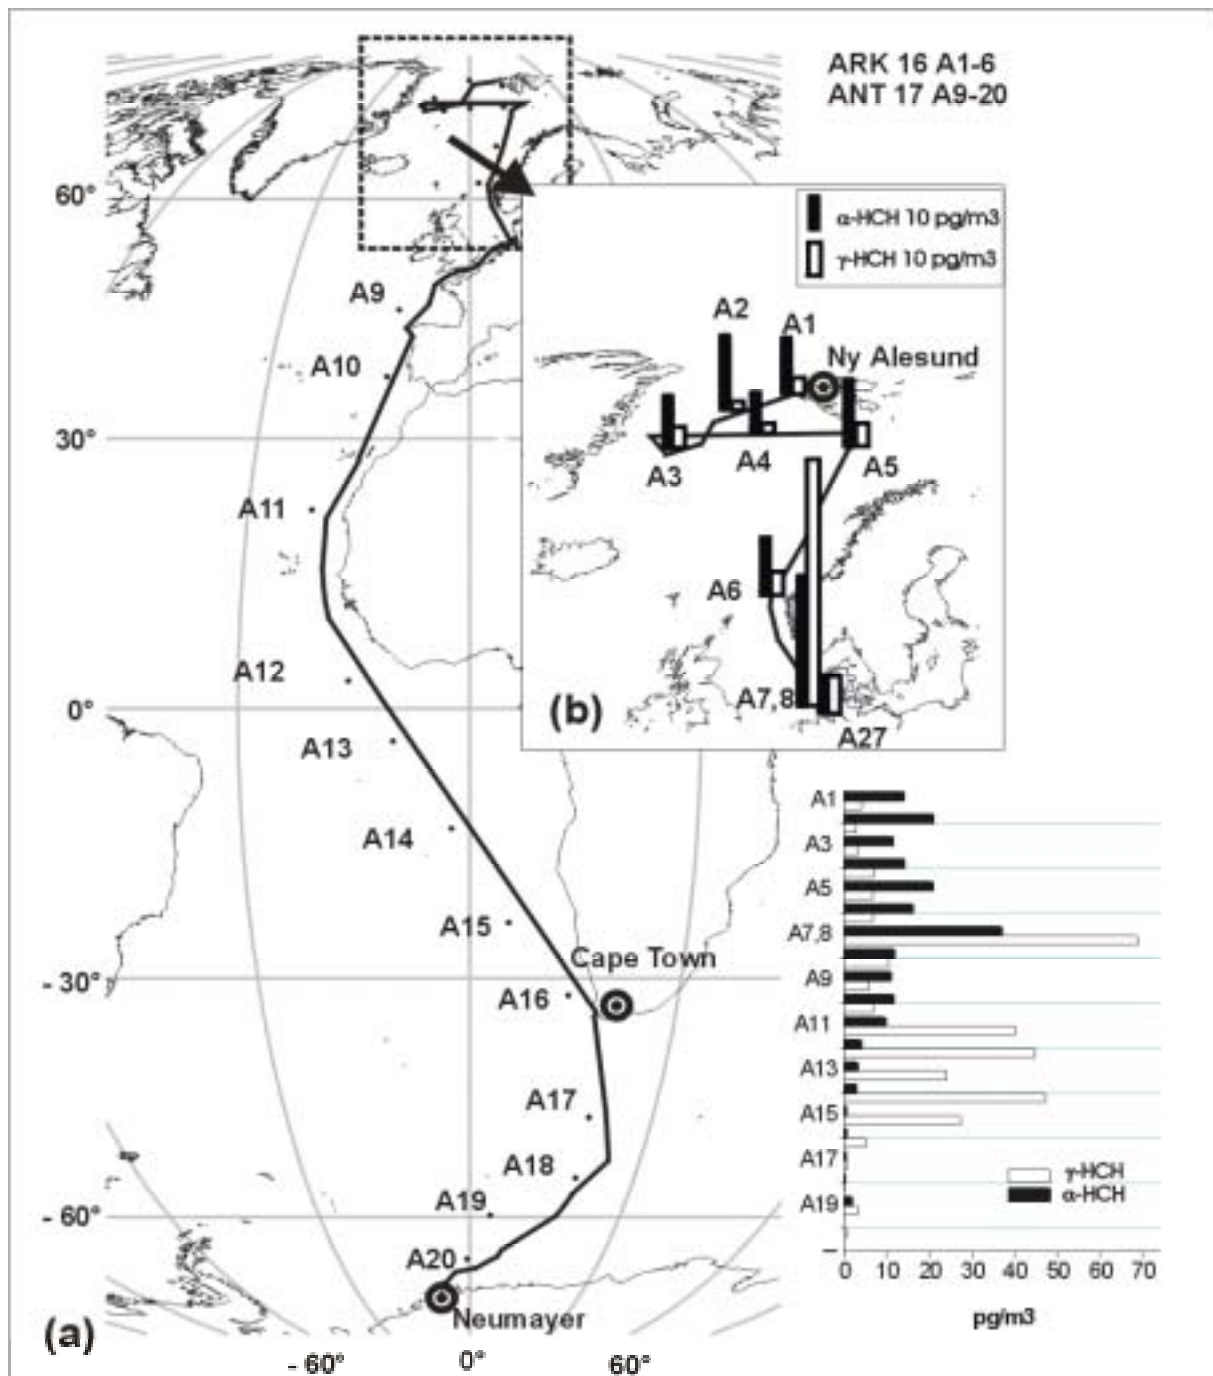 ARK 16 A1-6
ANT 17 A9-20
60°
30°
0°
- 30°
- 60°
A9
A10
A11
A12
A13
A14
A15
Cape Town
A16
A17
A18
A19
A20
Neumayer
(a)
- 60°
0°
60°
α-HCH 10 pg/m3
γ-HCH 10 pg/m3
A2
A1
Ny Alesund
A3
A4
A5
A6
A7,8
(b)
A27
A1
A3
A5
A7,8
A9
A11
A13
A15
A17
A19
γ-HCH
α-HCH
0 10 20 30 40 50 60 70
pg/m3